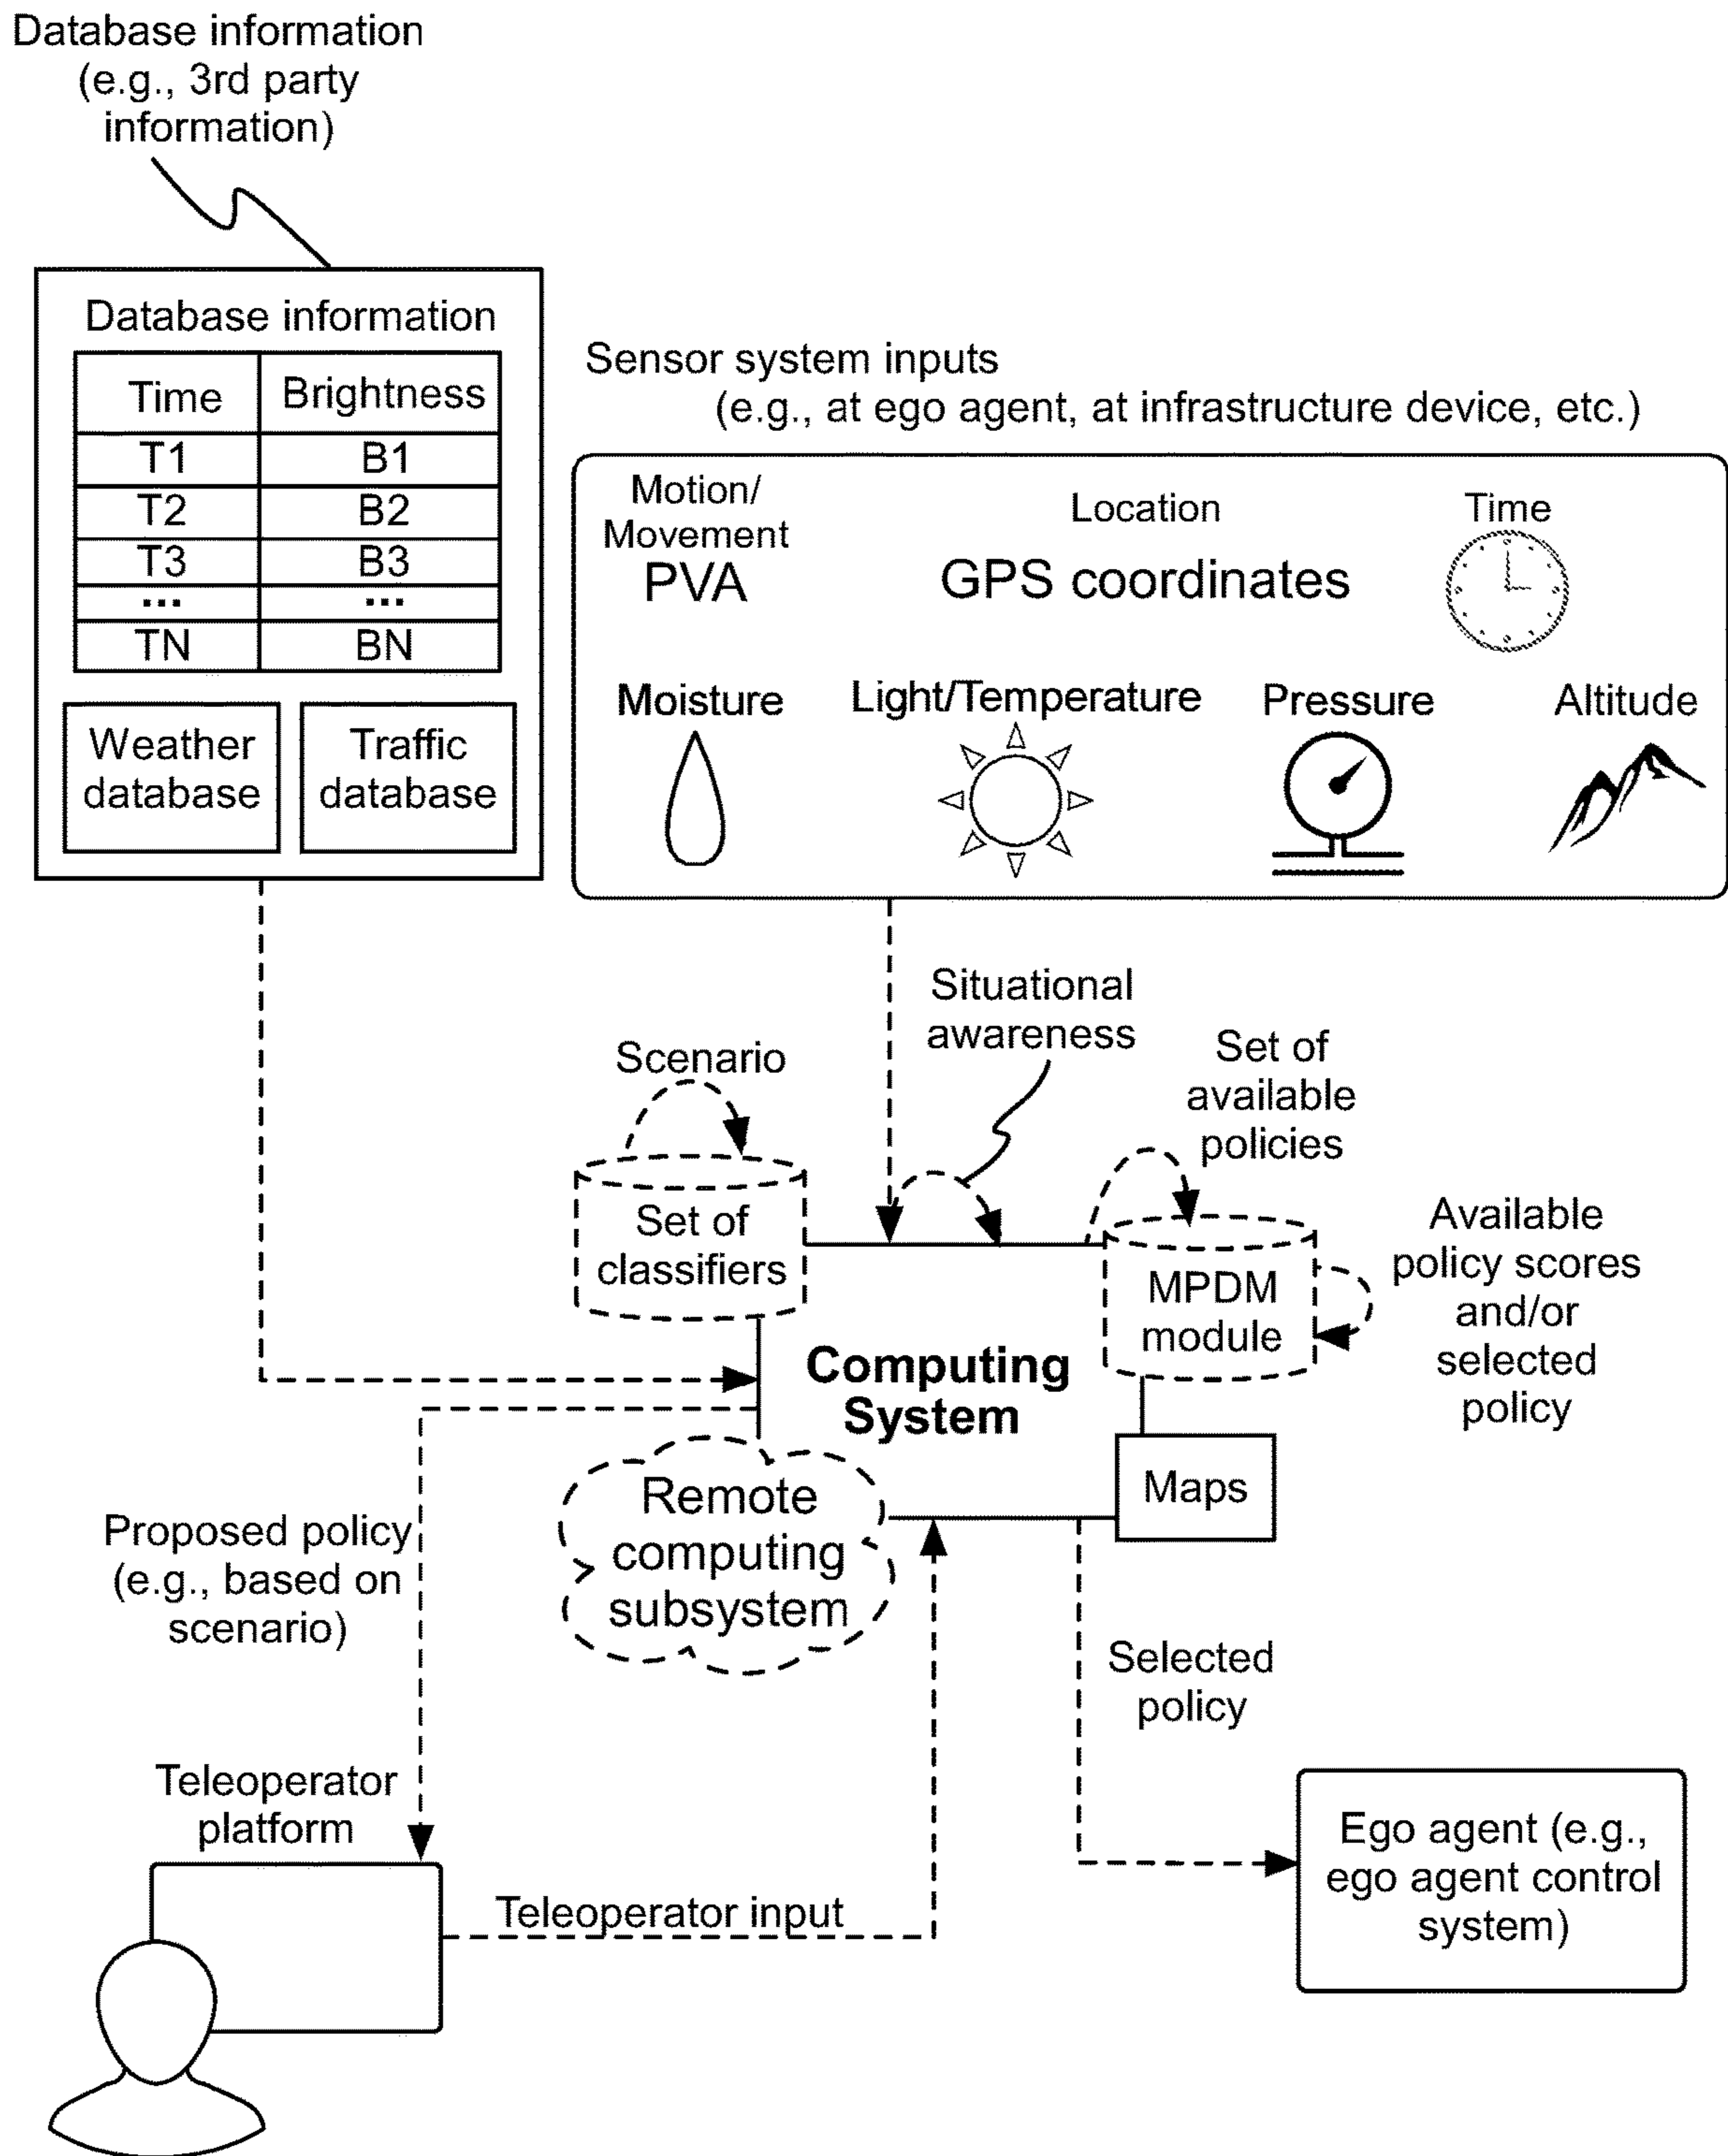 Database information
(e.g., 3rd party
information)
Database information
Time Brightness
T1 B1
T2 B2
T3 B3
... ...
TN BN
Weather
database
Traffic
database
Sensor system inputs
(e.g., at ego agent, at infrastructure device, etc.)
Motion/
Movement
PVA
Location
GPS coordinates
Time
Moisture
Light/Temperature
Pressure
Altitude
Situational
awareness
Scenario
Set of
available
policies
Set of
classifiers
MPDM
module
Available
policy scores
and/or
selected
policy
Computing
System
Maps
Remote
computing
subsystem
Proposed policy
(e.g., based on
scenario)
Selected
policy
Teleoperator
platform
Teleoperator input
Ego agent (e.g.,
ego agent control
system)